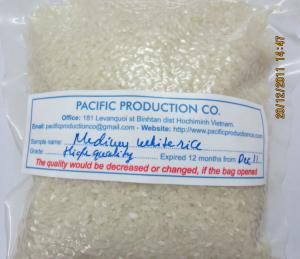 PACIFIC PRODUCTION CO.
Office: 181 Levanquoi st Binhtan dist Hochiminh Vietnam.
Email: pacificproductionco@gmail.com - Website: http://www.pacificproduction
Sample name: Medium white rice
Grade: High quality Expired 12 months from Dec 11
The quality would be decreased or changed, if the bag opened
20/12/2011 14:47